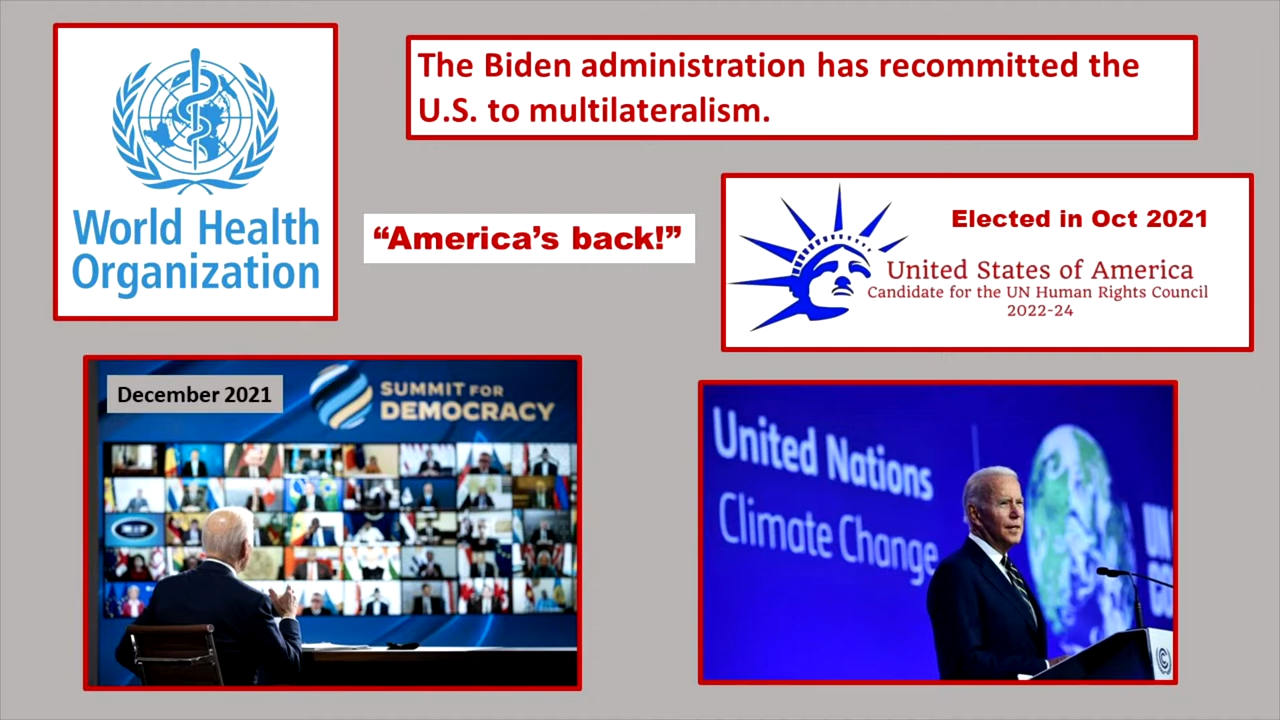 The Biden administration has recommitted the
U.S. to multilateralism.
World Health
Organization
“America’s back!”
Elected in Oct 2021
United States of America
Candidate for the UN Human Rights Council
2022-24
December 2021
SUMMIT FOR
DEMOCRACY
United Nations
Climate Change
UN